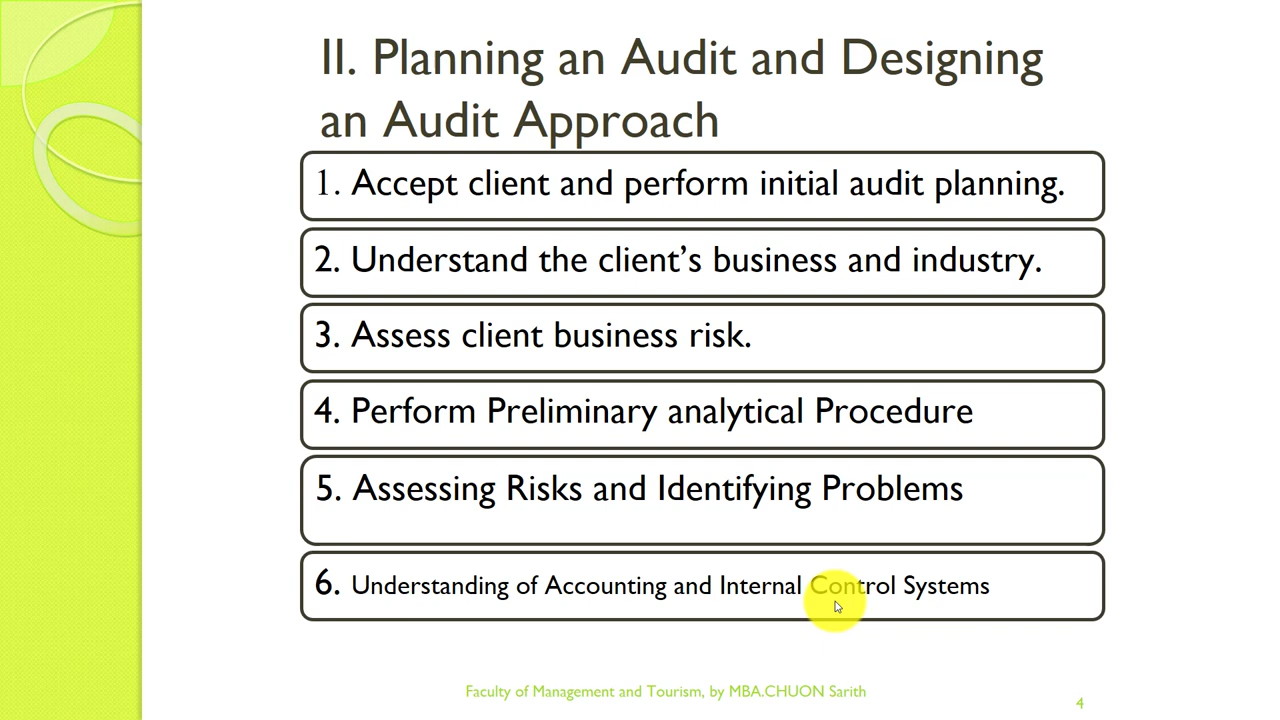 II. Planning an Audit and Designing
an Audit Approach
1. Accept client and perform initial audit planning.
2. Understand the client’s business and industry.
3. Assess client business risk.
4. Perform Preliminary analytical Procedure
5. Assessing Risks and Identifying Problems
6. Understanding of Accounting and Internal Control Systems
Faculty of Management and Tourism, by MBA.CHUON Sarith
4